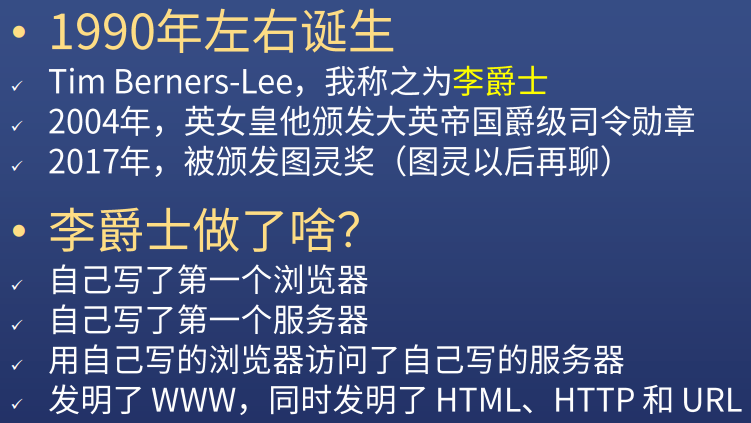 • 1990年左右诞生
✓ Tim Berners-Lee，我称之为李爵士
✓ 2004年，英女皇他颁发大英帝国爵级司令勋章
✓ 2017年，被颁发图灵奖（图灵以后再聊）
• 李爵士做了啥？
✓ 自己写了第一个浏览器
✓ 自己写了第一个服务器
✓ 用自己写的浏览器访问了自己写的服务器
✓ 发明了 WWW，同时发明了 HTML、HTTP 和 URL